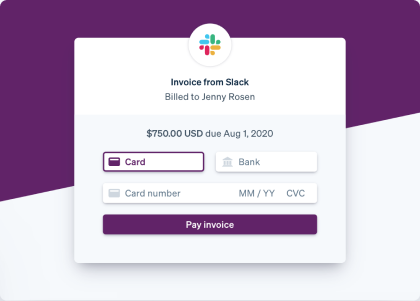 Invoice from Slack
Billed to Jenny Rosen
$750.00 USD due Aug 1, 2020
Card Bank
Card number MM / YY CVC
Pay invoice